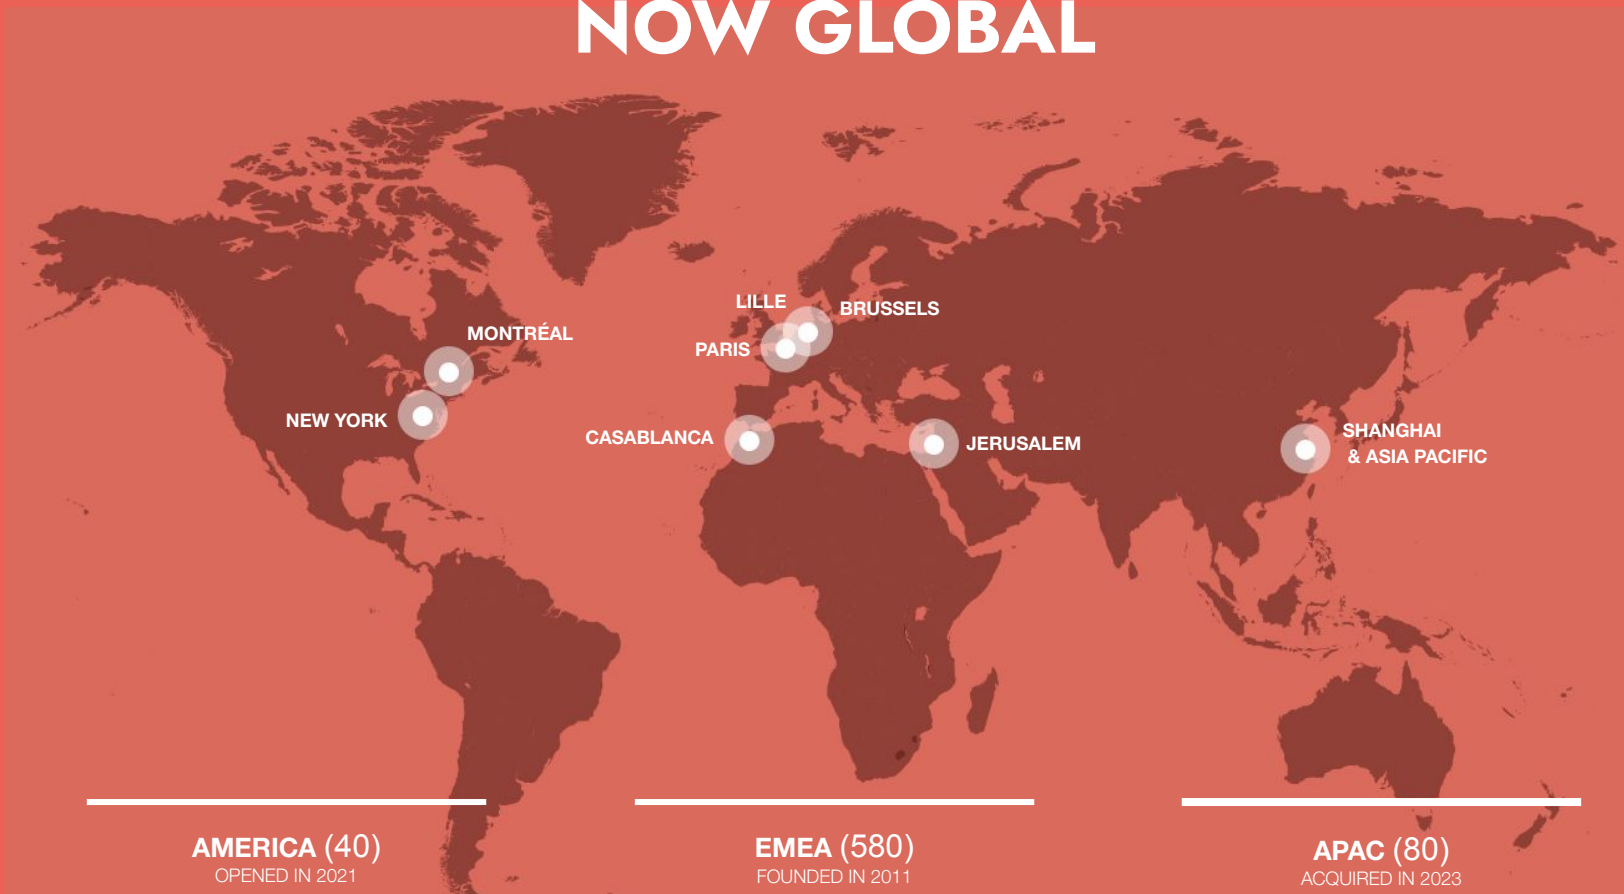 NOW GLOBAL
LILLE
BRUSSELS
MONTRÉAL
PARIS
NEW YORK
CASABLANCA
JERUSALEM
SHANGHAI
& ASIA PACIFIC
AMERICA (40)
OPENED IN 2021
EMEA (580)
FOUNDED IN 2011
APAC (80)
ACQUIRED IN 2023